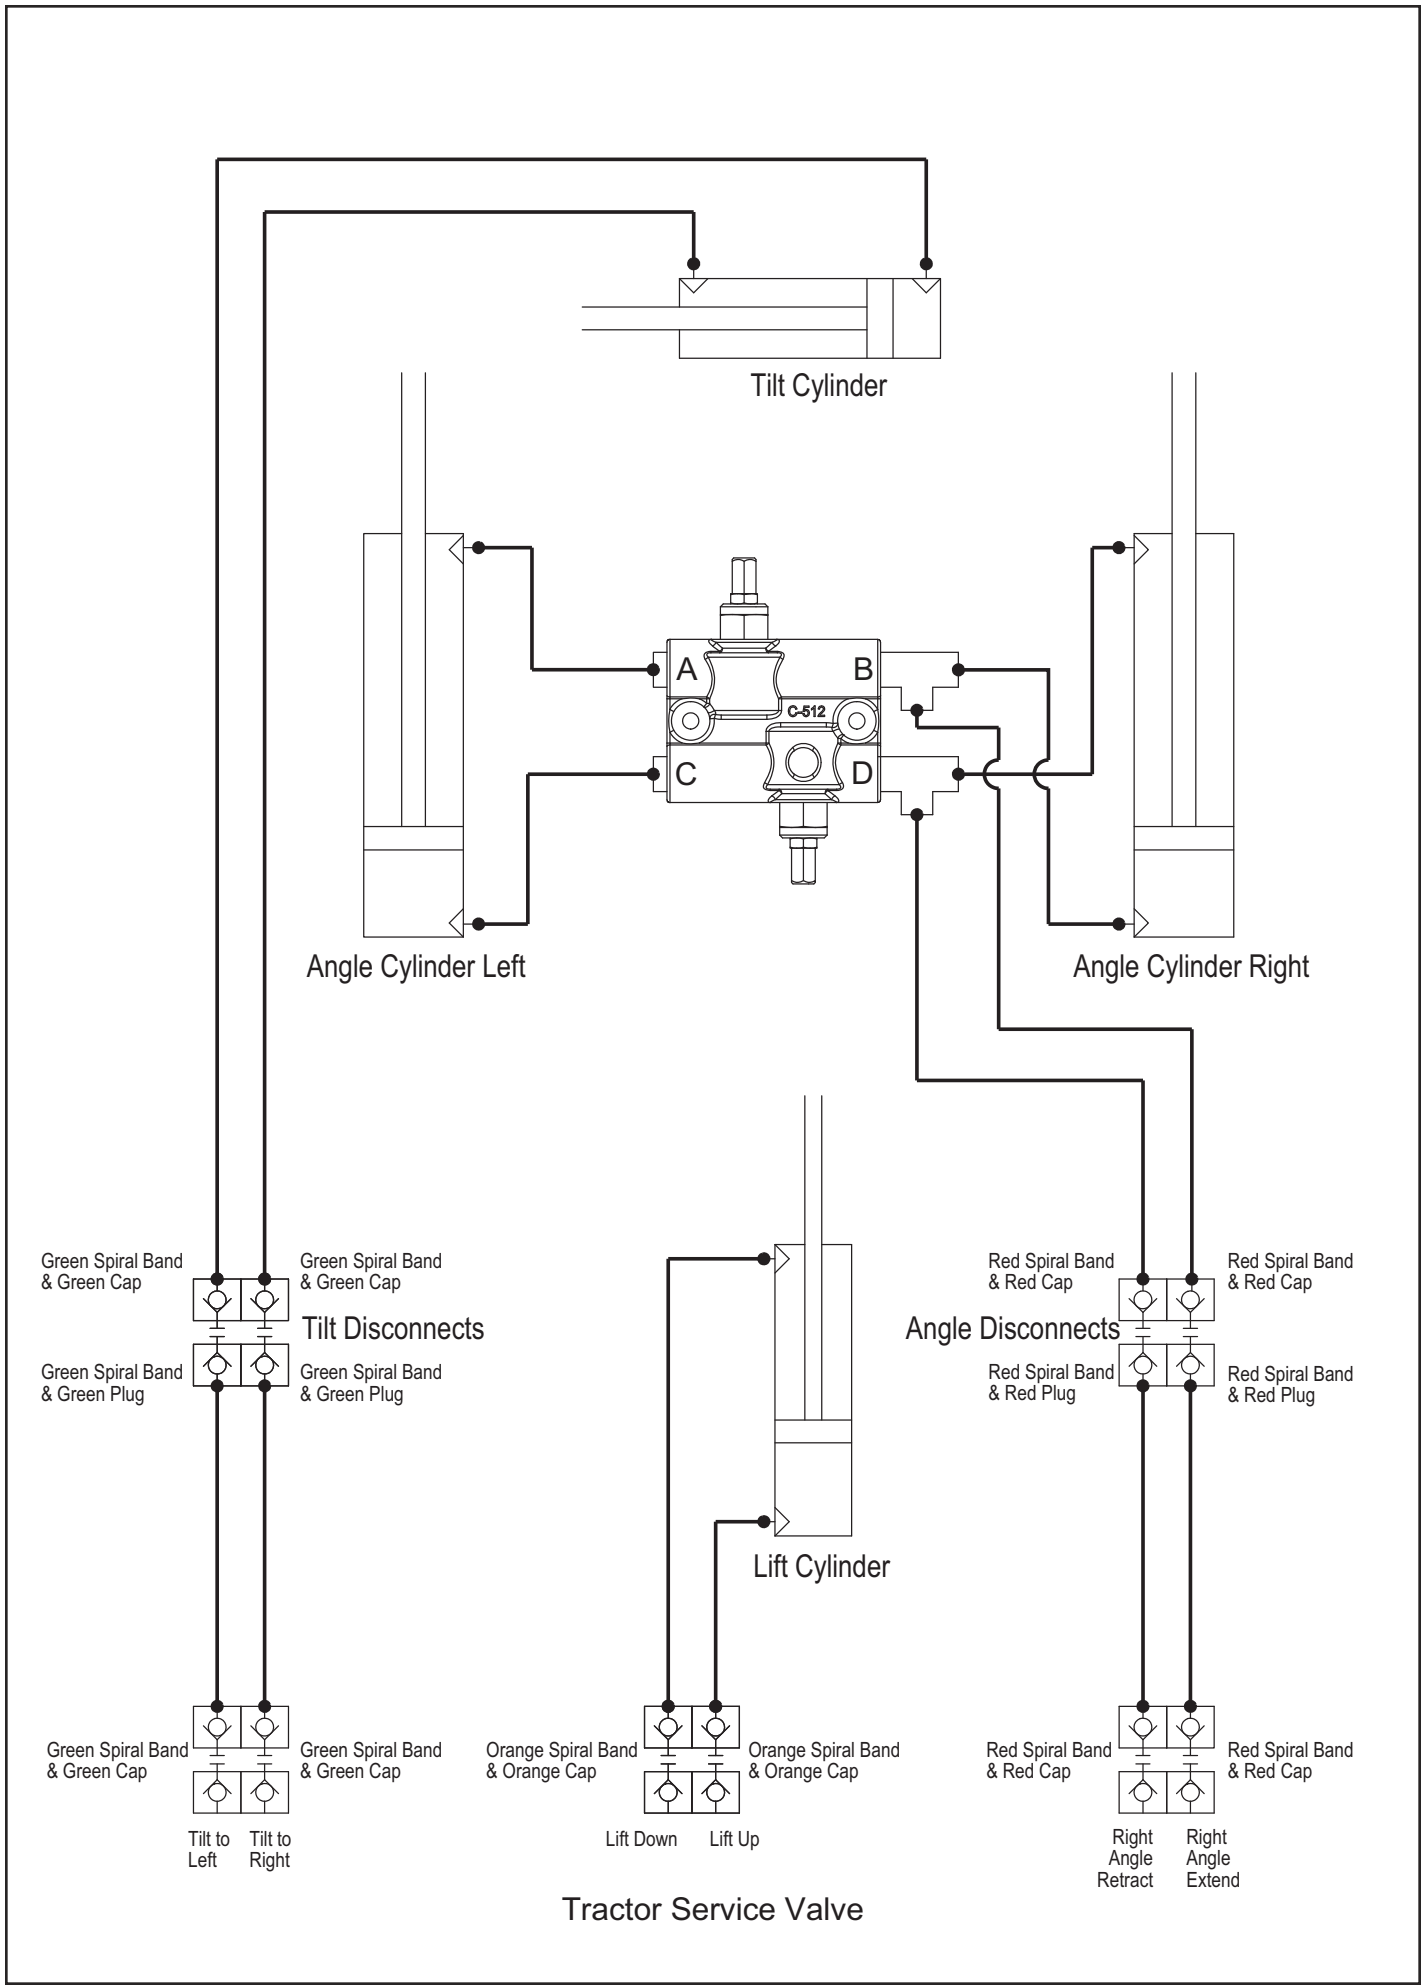 Tilt Cylinder
A
B
C-512
C
D
Angle Cylinder Left
Angle Cylinder Right
Green Spiral Band
& Green Cap
Green Spiral Band
& Green Cap
Tilt Disconnects
Green Spiral Band
& Green Plug
Green Spiral Band
& Green Plug
Red Spiral Band
& Red Cap
Red Spiral Band
& Red Cap
Angle Disconnects
Red Spiral Band
& Red Plug
Red Spiral Band
& Red Plug
Lift Cylinder
Green Spiral Band
& Green Cap
Green Spiral Band
& Green Cap
Orange Spiral Band
& Orange Cap
Orange Spiral Band
& Orange Cap
Red Spiral Band
& Red Cap
Red Spiral Band
& Red Cap
Tilt to
Left
Tilt to
Right
Lift Down
Lift Up
Right
Angle
Retract
Right
Angle
Extend
Tractor Service Valve